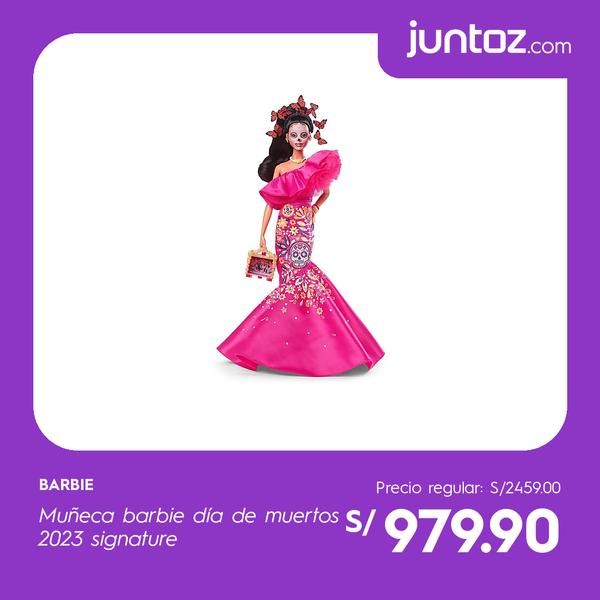 juntoz.com
BARBIE
Muñeca barbie día de muertos
2023 signature
Precio regular: S/2459.00
S/ 979.90